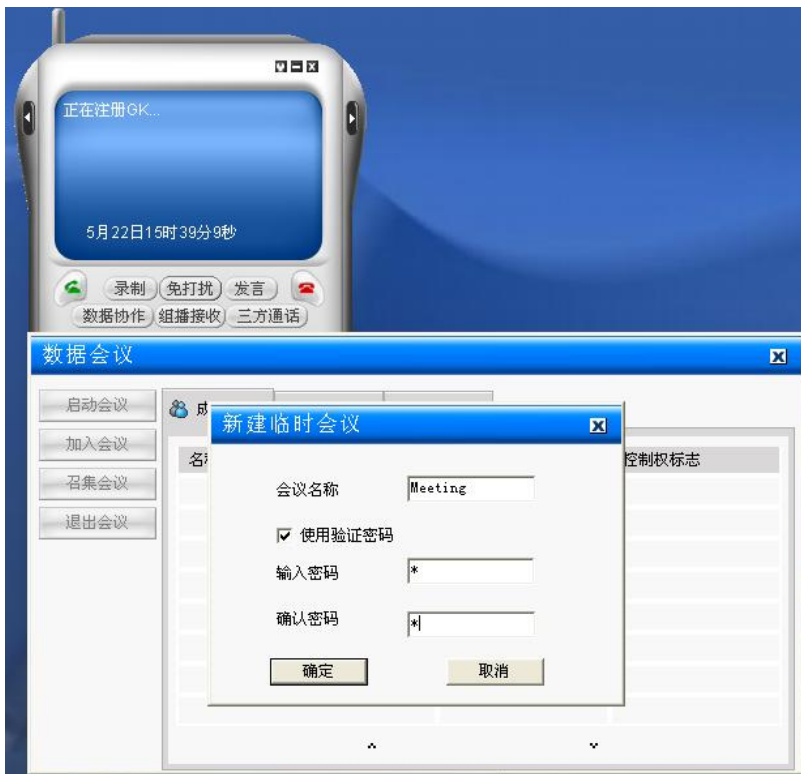 正在注册GK...
5月22日15时39分9秒
录制 免打扰 发言
数据协作 组播接收 三方通话
数据会议
启动会议
加入会议
召集会议
退出会议
成
名
控制权标志
新建临时会议
会议名称 Meeting
使用验证密码
输入密码 *
确认密码 *
确定 取消